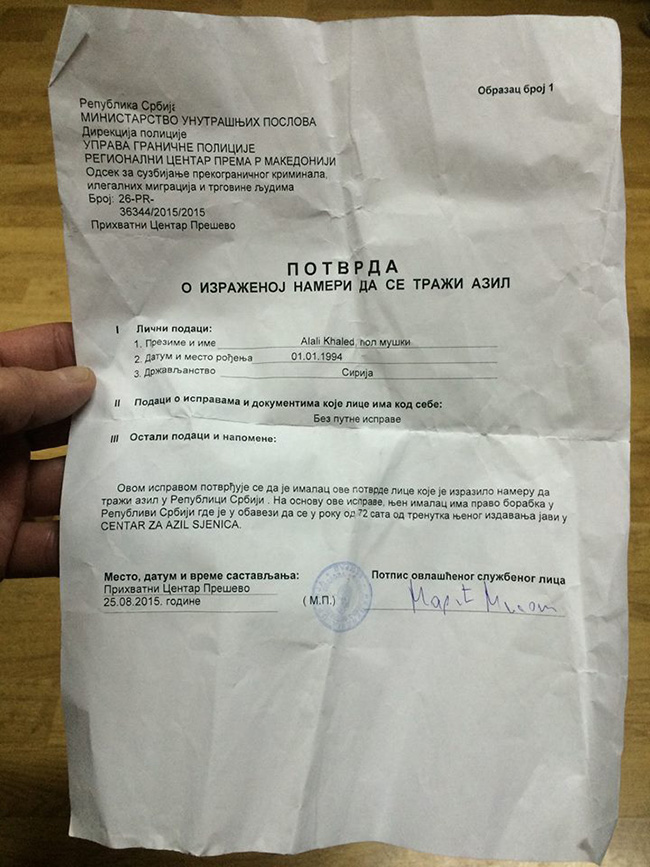 Образац број 1
Република Србија
МИНИСТАРСТВО УНУТРАШЊИХ ПОСЛОВА
Дирекција полиције
УПРАВА ГРАНИЧНЕ ПОЛИЦИЈЕ
РЕГИОНАЛНИ ЦЕНТАР ПРЕМА Р МАКЕДОНИЈИ
Одсек за сузбијање прекограничног криминала,
илегалних миграција и трговине људима
Број: 26-PR-
36344/2015/2015
Прихватни Центар Прешево
ПОТВРДА
О ИЗРАЖЕНОЈ НАМЕРИ ДА СЕ ТРАЖИ АЗИЛ
I Лични подаци:
1. Презиме и име Alali Khaled, пол мушки
2. Датум и место рођења 01.01.1994
3. Држављанство Сирија
II Подаци о исправама и документима које лице има код себе:
Без путне исправе
III Остали подаци и напомене:
Овом исправом потврђује се да је ималац ове потврде лице које је изразило намеру да
тражи азил у Републици Србији . На основу ове исправе, њен ималац има право борабка у
Републиви Србији где је у обавези да се у року од 72 сата од тренутка њеног издавања јави у
CENTAR ZA AZIL SJENICA.
Место, датум и време састављања: Потпис овлашћеног службеног лица
Прихватни Центар Прешево
25.08.2015. године ( М.П.)